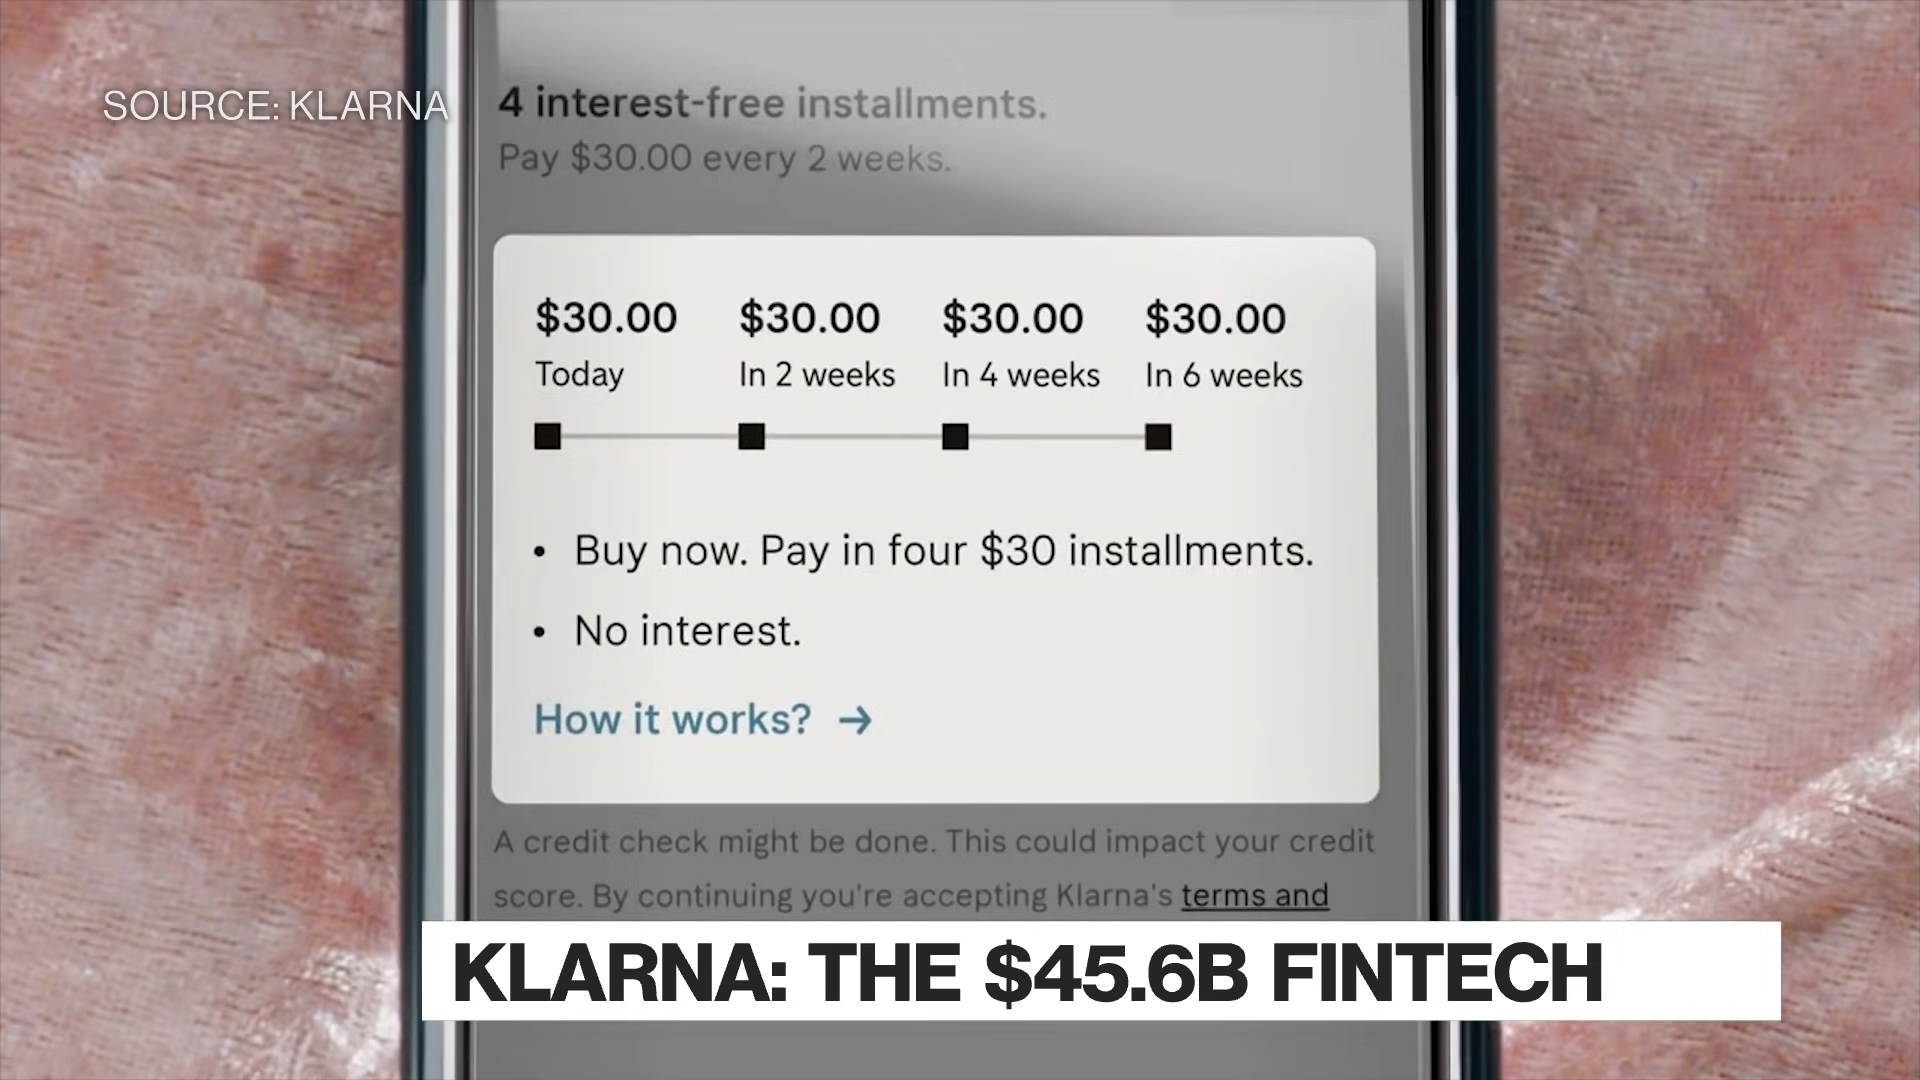 SOURCE: KLARNA
4 interest-free installments.
Pay $30.00 every 2 weeks.
$30.00 $30.00 $30.00 $30.00
Today In 2 weeks In 4 weeks In 6 weeks
• Buy now. Pay in four $30 installments.
• No interest.
How it works? →
A credit check might be done. This could impact your credit
score. By continuing you're accepting Klarna's terms and
KLARNA: THE $45.6B FINTECH